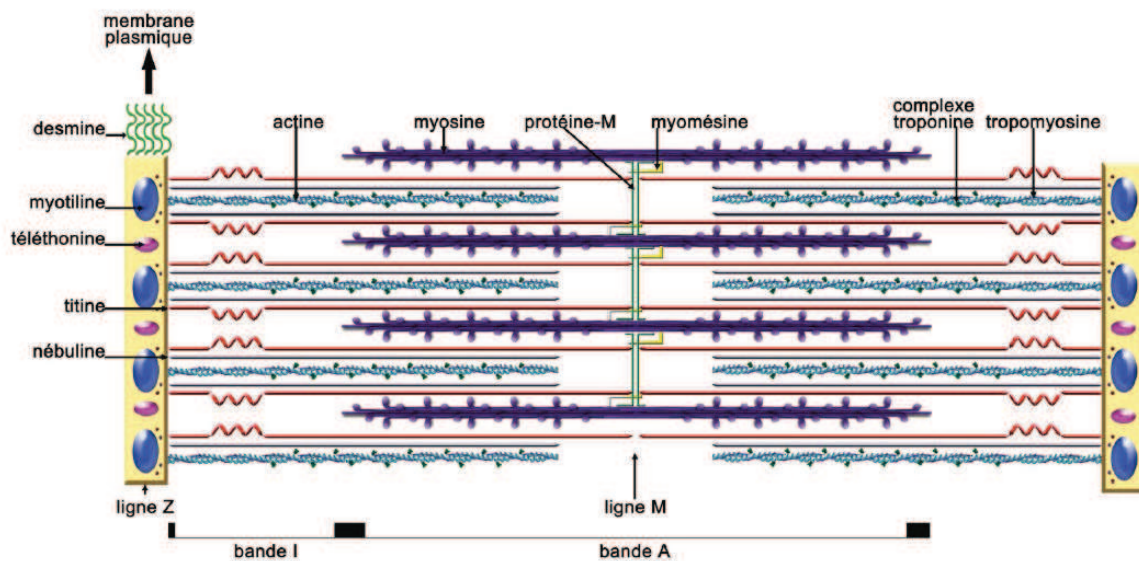 membrane
plasmique
desmine
actine
myosine
protéine-M
myomésine
complexe
troponine
tropomyosine
myotiline
téléthonine
titine
nébuline
ligne Z
ligne M
bande I
bande A